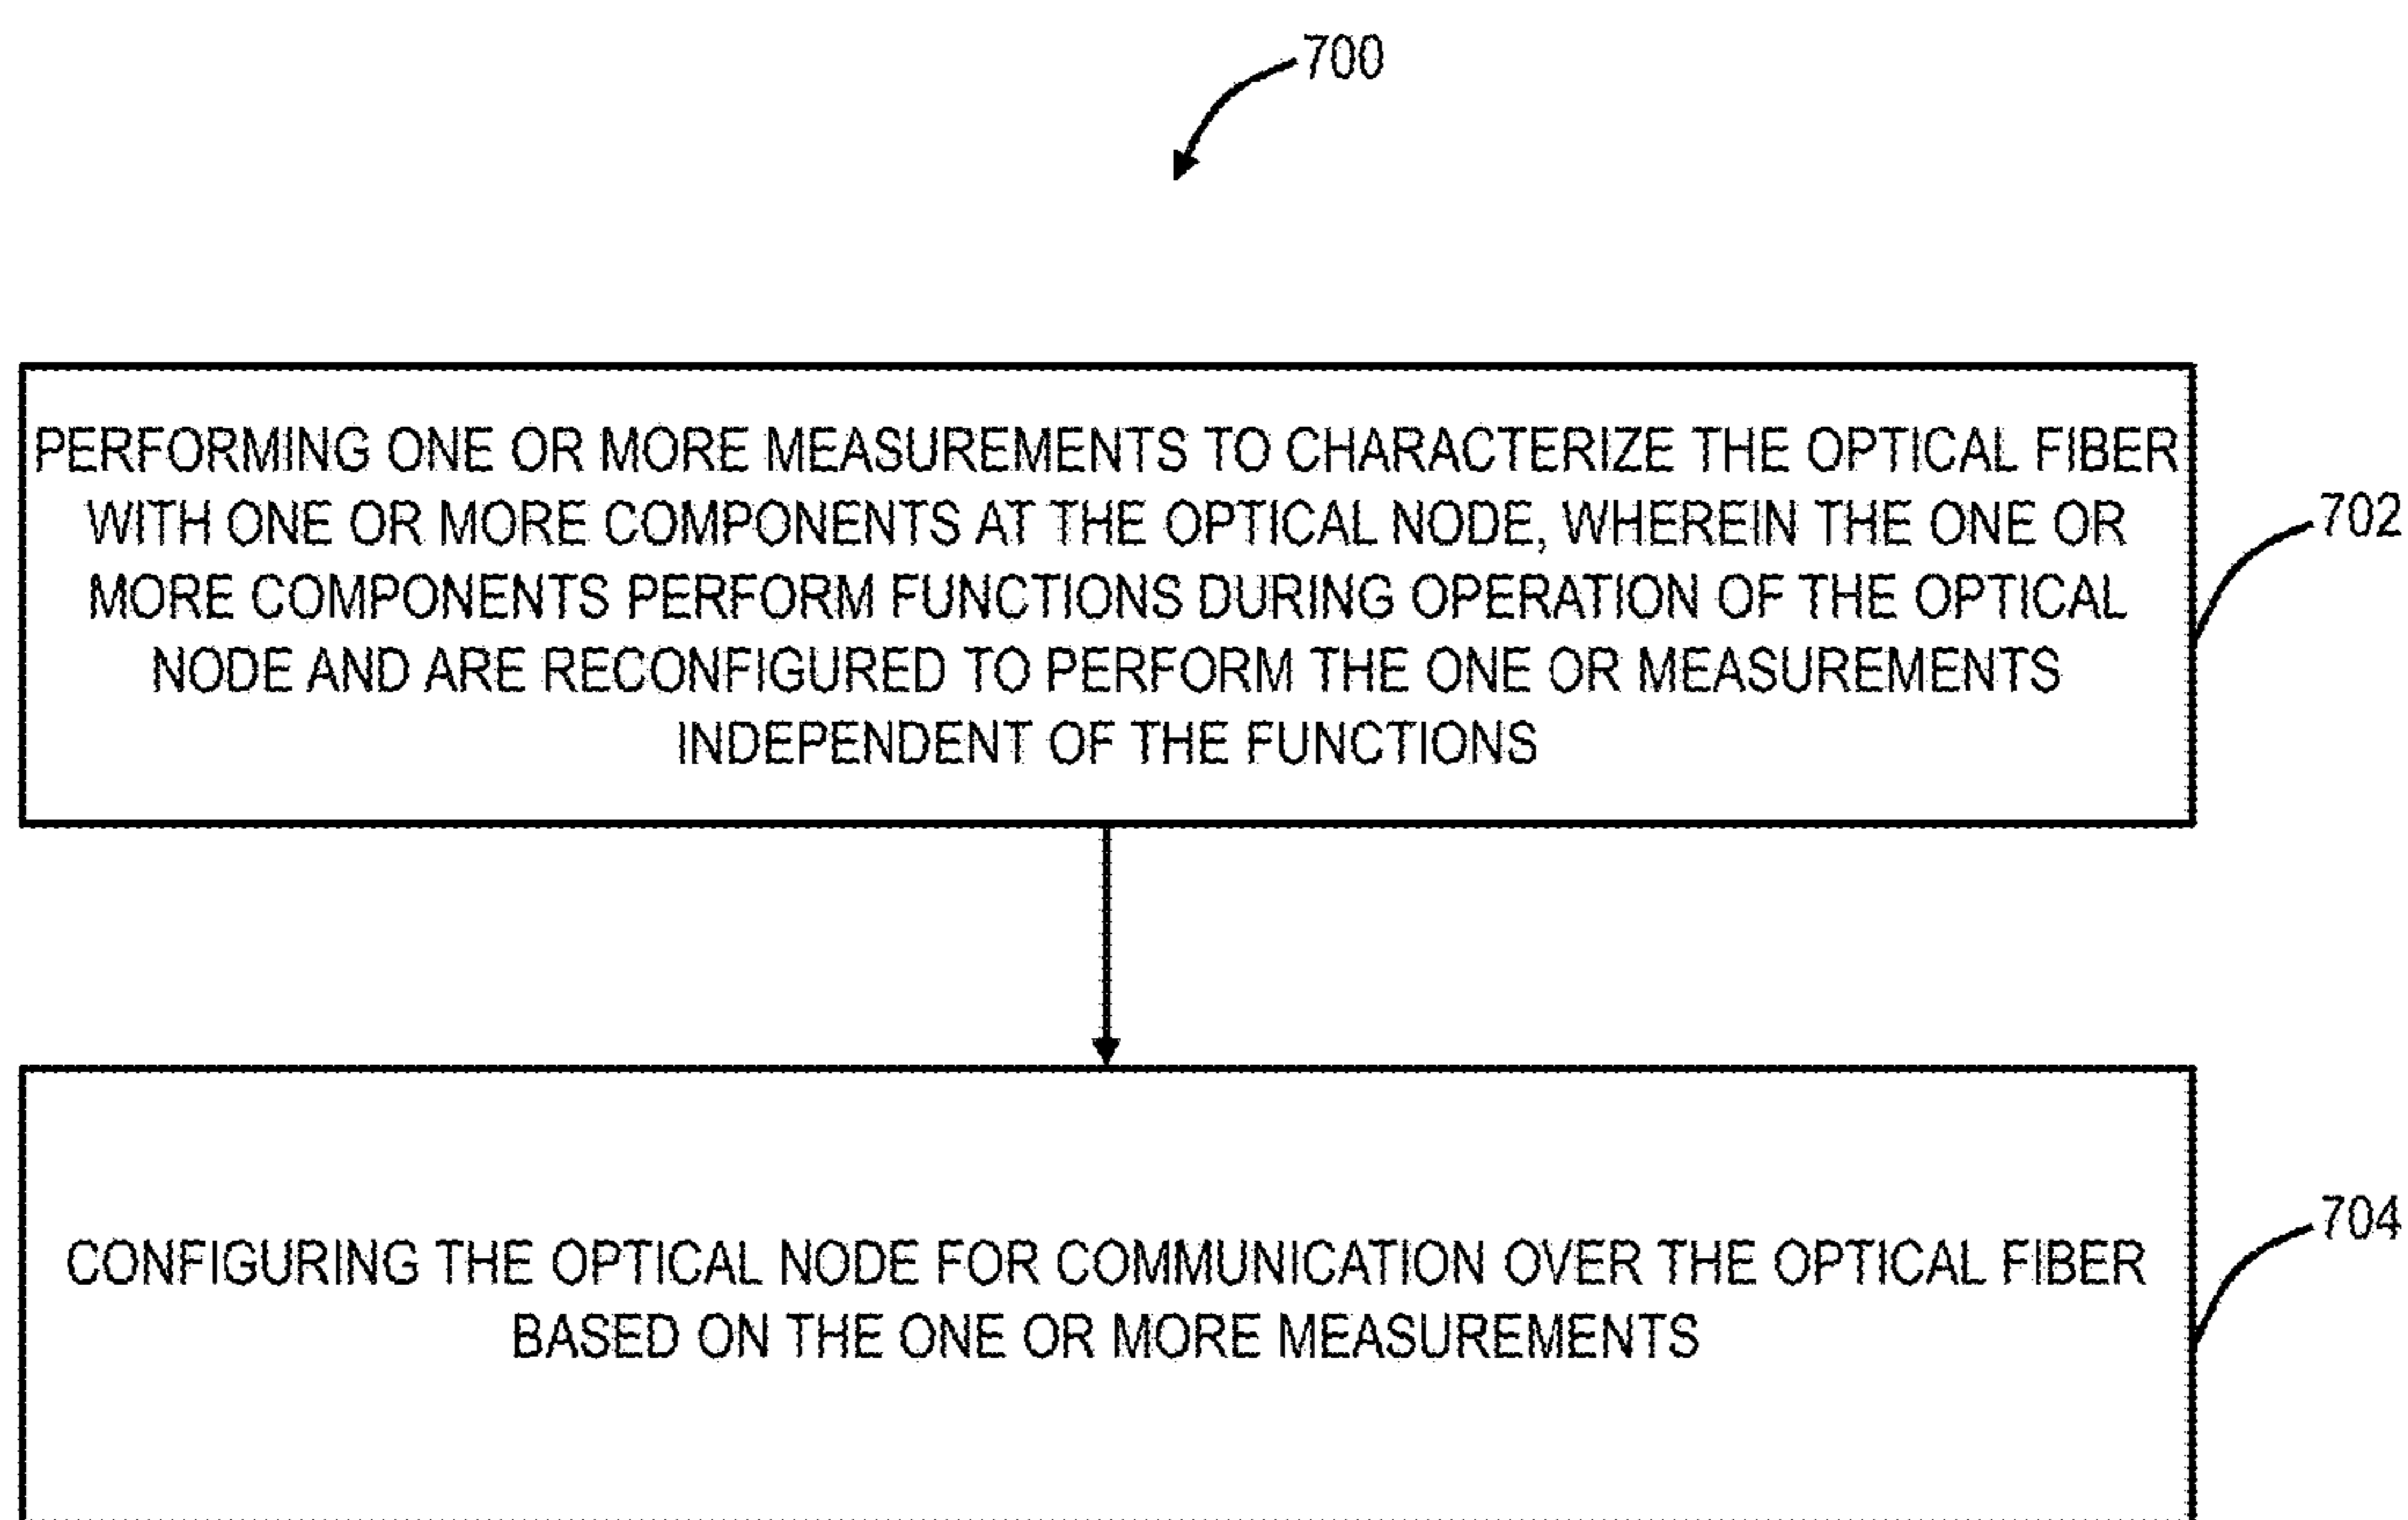 700
PERFORMING ONE OR MORE MEASUREMENTS TO CHARACTERIZE THE OPTICAL FIBER
WITH ONE OR MORE COMPONENTS AT THE OPTICAL NODE, WHEREIN THE ONE OR
MORE COMPONENTS PERFORM FUNCTIONS DURING OPERATION OF THE OPTICAL
NODE AND ARE RECONFIGURED TO PERFORM THE ONE OR MEASUREMENTS
INDEPENDENT OF THE FUNCTIONS
702
CONFIGURING THE OPTICAL NODE FOR COMMUNICATION OVER THE OPTICAL FIBER
BASED ON THE ONE OR MORE MEASUREMENTS
704